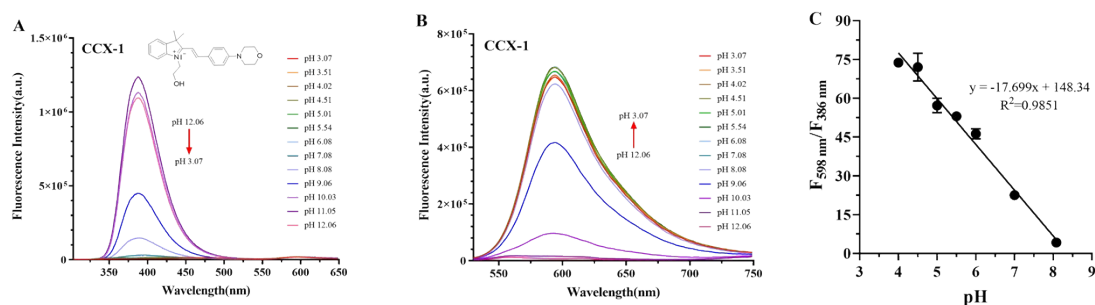 A
CCX-1
1.5×10⁶
1×10⁶
5×10⁵
0
Fluorescence Intensity(a.u.)
350 400 450 500 550 600 650
Wavelength(nm)
N
I⁻
OH
N
O
pH 12.06
pH 3.07
pH 3.07
pH 3.51
pH 4.02
pH 4.51
pH 5.01
pH 5.54
pH 6.08
pH 7.08
pH 8.08
pH 9.06
pH 10.03
pH 11.05
pH 12.06
B
CCX-1
8×10⁵
6×10⁵
4×10⁵
2×10⁵
0
Fluorescence Intensity(a.u.)
550 600 650 700 750
Wavelength(nm)
pH 3.07
pH 12.06
pH 3.07
pH 3.51
pH 4.02
pH 4.51
pH 5.01
pH 5.54
pH 6.08
pH 7.08
pH 8.08
pH 9.06
pH 10.03
pH 11.05
pH 12.06
C
90
75
60
45
30
15
0
F598 nm/F386 nm
y = -17.699x + 148.34
R²=0.9851
3 4 5 6 7 8 9
pH